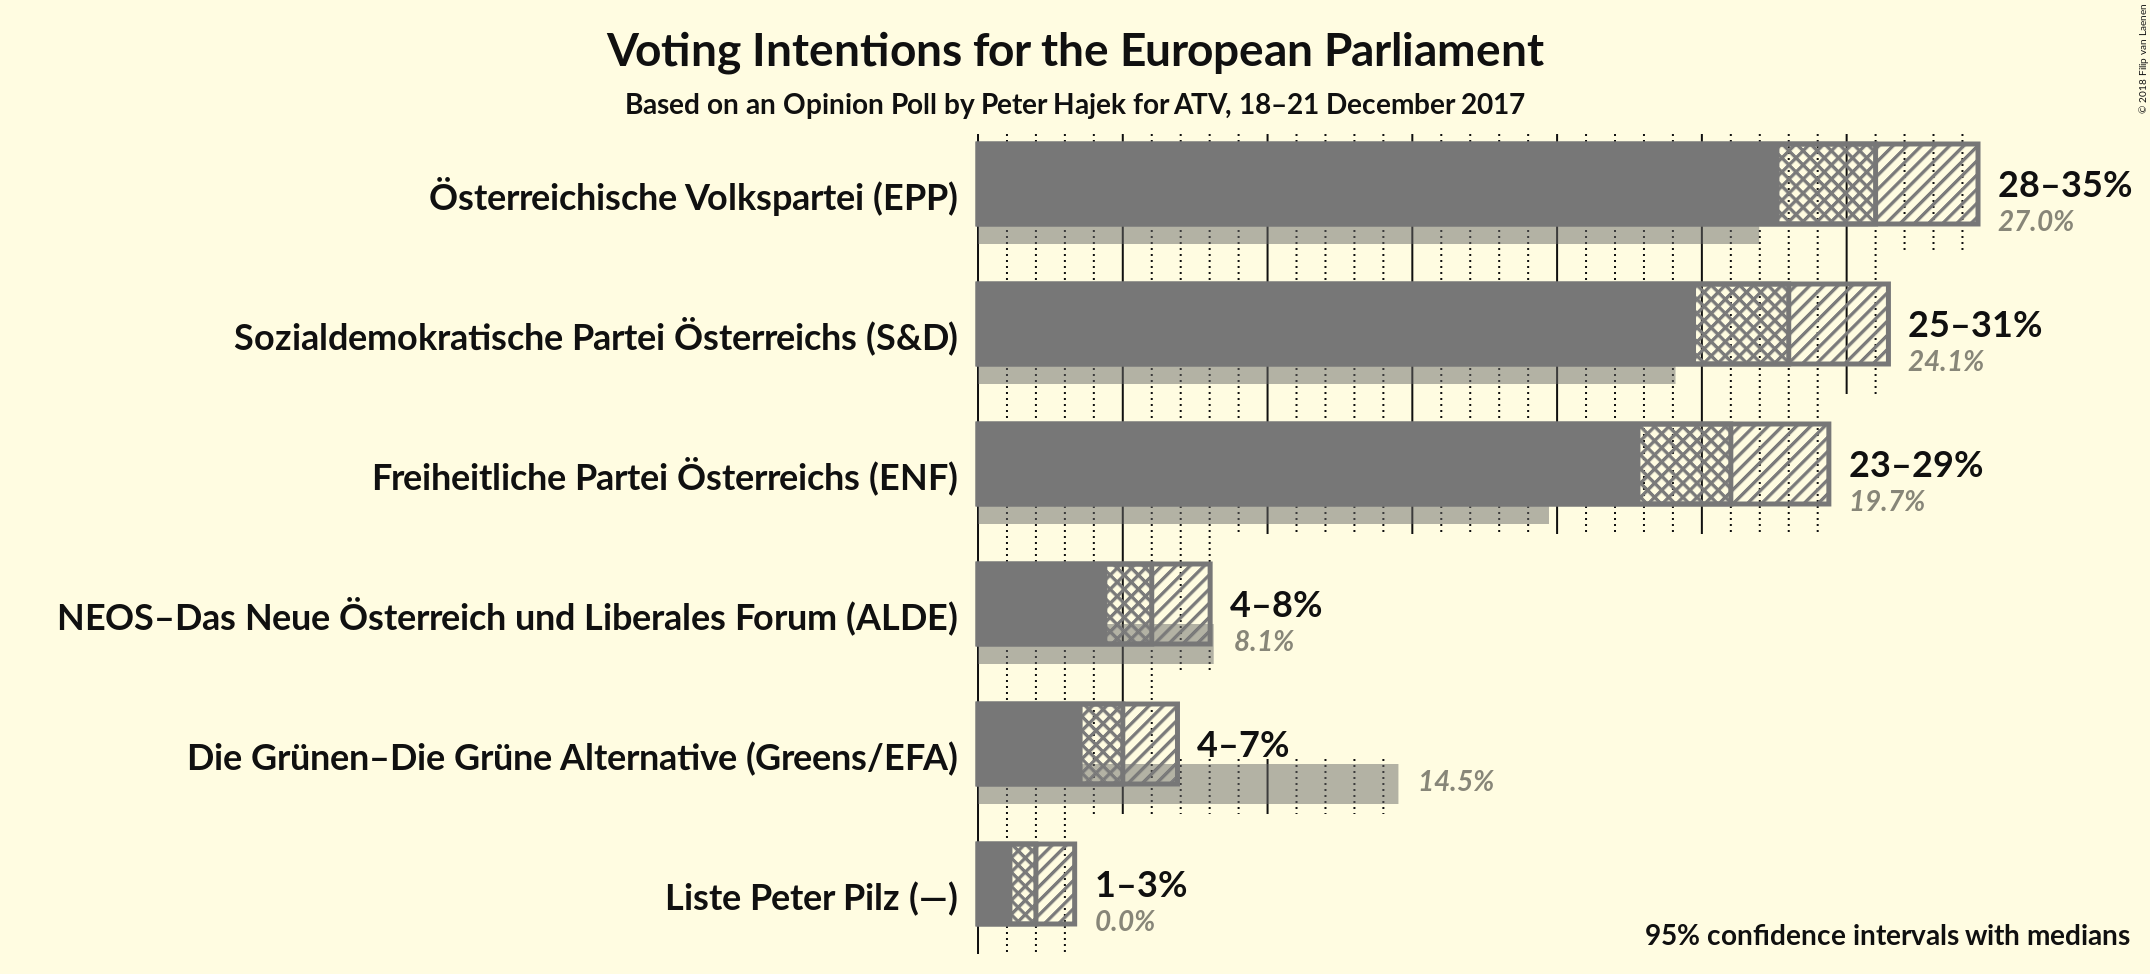 Voting Intentions for the European Parliament
Based on an Opinion Poll by Peter Hajek for ATV, 18–21 December 2017
© 2018 Filip van Laenen
Österreichische Volkspartei (EPP)
28–35%
27.0%
Sozialdemokratische Partei Österreichs (S&D)
25–31%
24.1%
Freiheitliche Partei Österreichs (ENF)
23–29%
19.7%
NEOS–Das Neue Österreich und Liberales Forum (ALDE)
4–8%
8.1%
Die Grünen–Die Grüne Alternative (Greens/EFA)
4–7%
14.5%
Liste Peter Pilz (—)
1–3%
0.0%
95% confidence intervals with medians